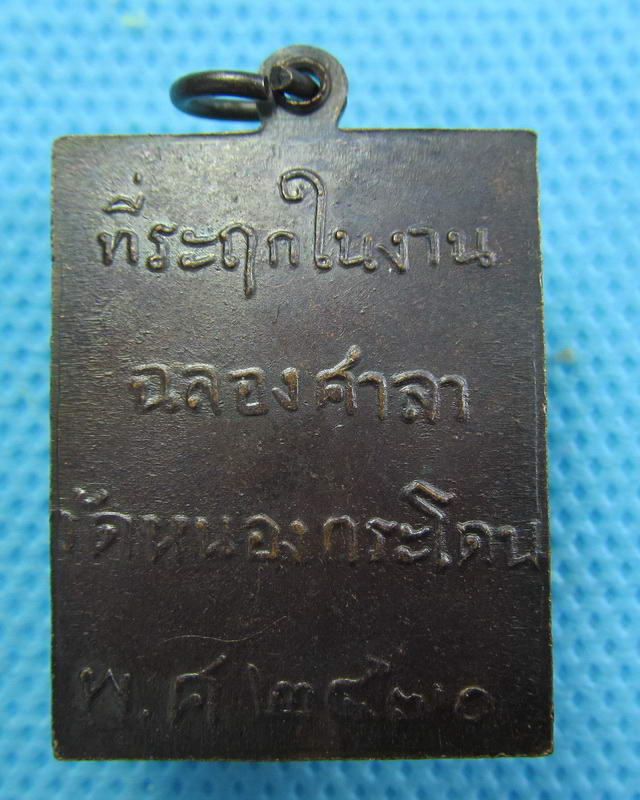 ที่ระฤกในงาน
ฉลองศาลา
วัดหนองกระโดน
พ.ศ